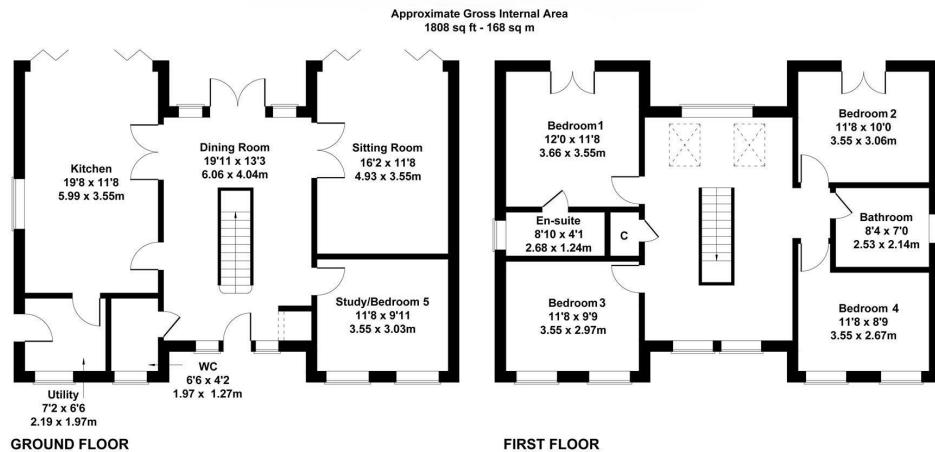 Approximate Gross Internal Area
1808 sq ft - 168 sq m
Kitchen
19'8 x 11'8
5.99 x 3.55m
Dining Room
19'11 x 13'3
6.06 x 4.04m
Sitting Room
16'2 x 11'8
4.93 x 3.55m
Study/Bedroom 5
11'8 x 9'11
3.55 x 3.03m
WC
6'6 x 4'2
1.97 x 1.27m
Utility
7'2 x 6'6
2.19 x 1.97m
GROUND FLOOR
Bedroom1
12'0 x 11'8
3.66 x 3.55m
Bedroom 2
11'8 x 10'0
3.55 x 3.06m
En-suite
8'10 x 4'1
2.68 x 1.24m
C
Bathroom
8'4 x 7'0
2.53 x 2.14m
Bedroom3
11'8 x 9'9
3.55 x 2.97m
Bedroom 4
11'8 x 8'9
3.55 x 2.67m
FIRST FLOOR